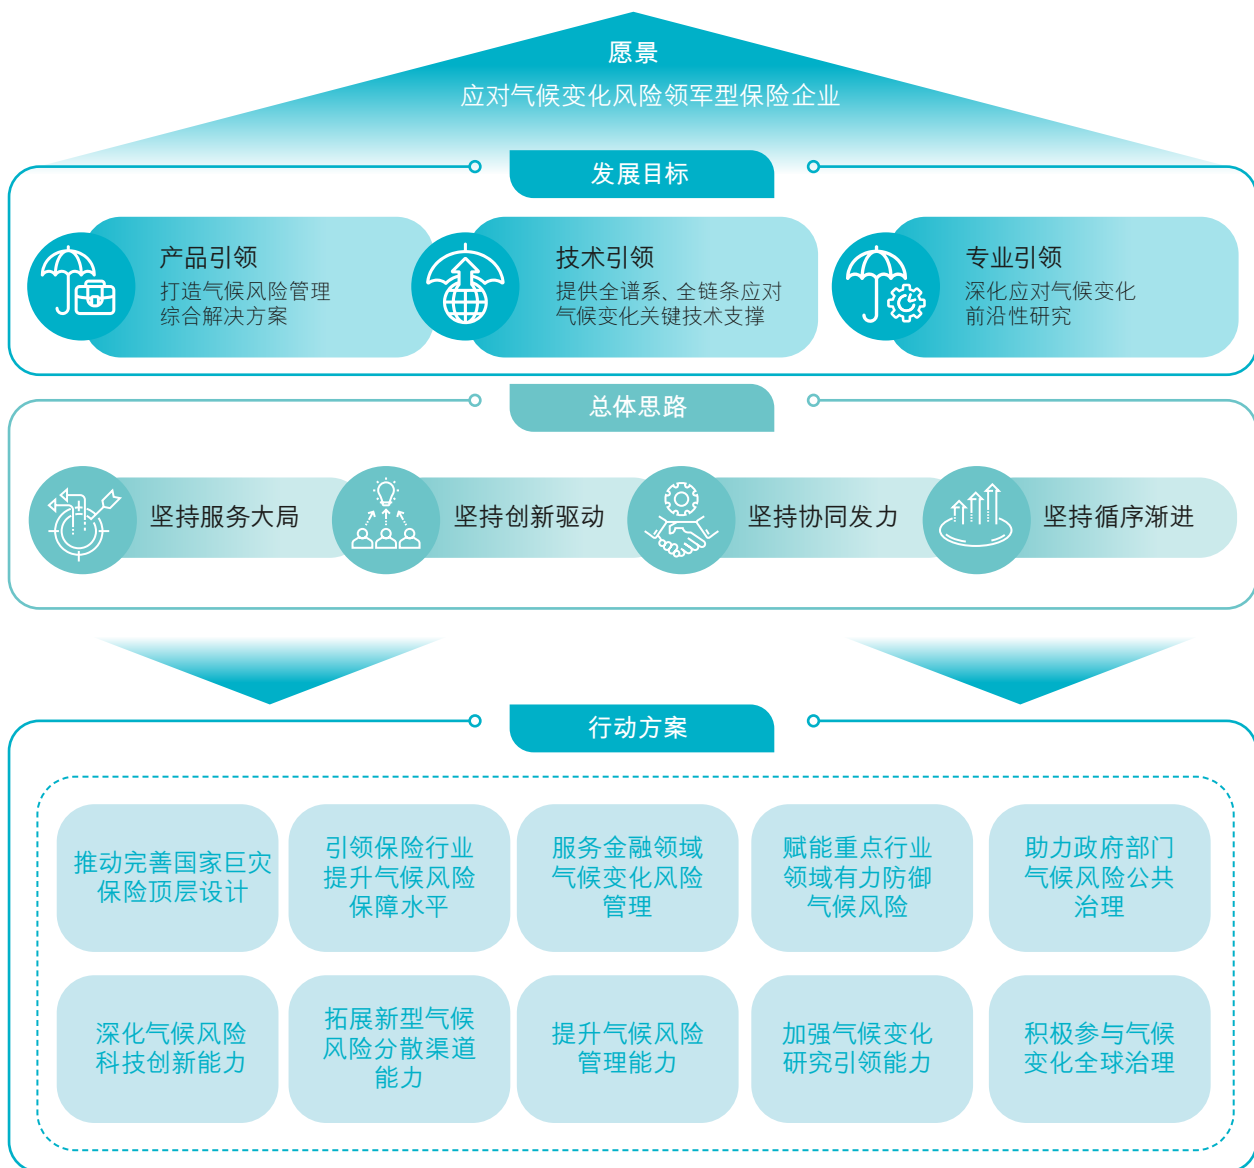 愿景
应对气候变化风险领军型保险企业
发展目标
产品引领
打造气候风险管理
综合解决方案
技术引领
提供全谱系、全链条应对
气候变化关键技术支撑
专业引领
深化应对气候变化
前沿性研究
总体思路
坚持服务大局
坚持创新驱动
坚持协同发力
坚持循序渐进
行动方案
推动完善国家巨灾
保险顶层设计
引领保险行业
提升气候风险
保障水平
服务金融领域
气候变化风险
管理
赋能重点行业
领域有力防御
气候风险
助力政府部门
气候风险公共
治理
深化气候风险
科技创新能力
拓展新型气候
风险分散渠道
能力
提升气候风险
管理能力
加强气候变化
研究引领能力
积极参与气候
变化全球治理